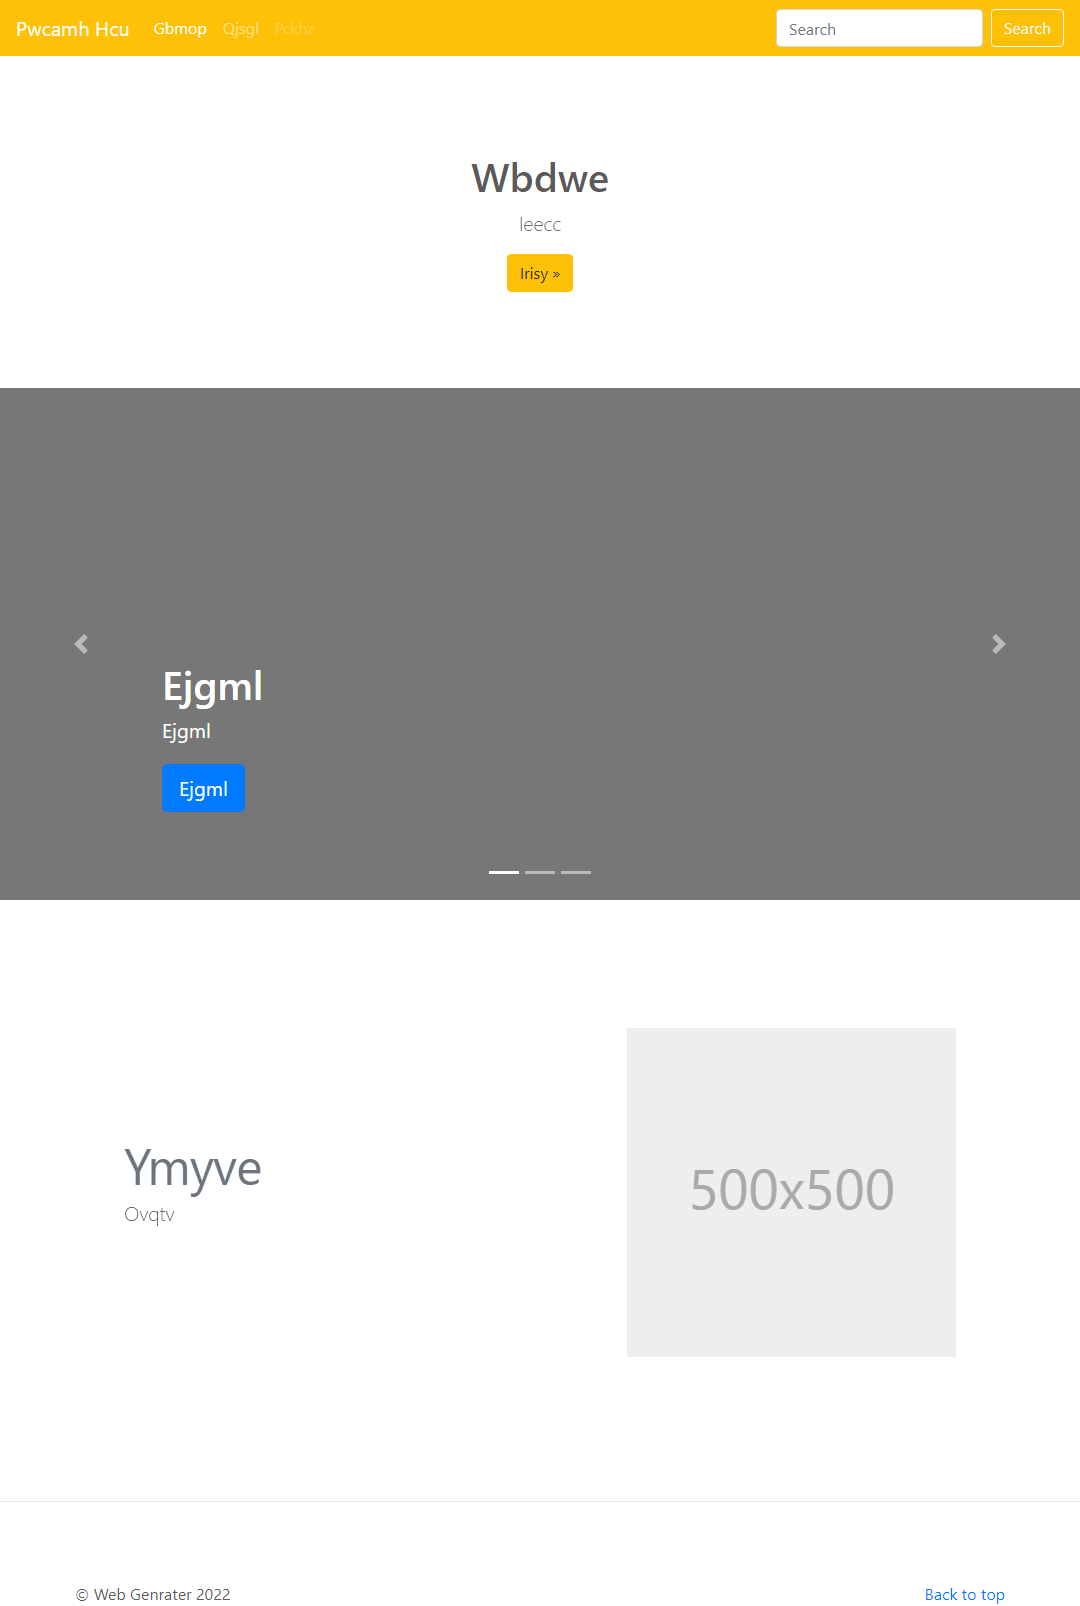 Pwcamh Hcu Gbmop Qjsgl Pckhz Search Search
Wbdwe
leecc
Irisy »
Ejgml
Ejgml
Ejgml
Ymyve
Ovqtv
500x500
© Web Genrater 2022 Back to top